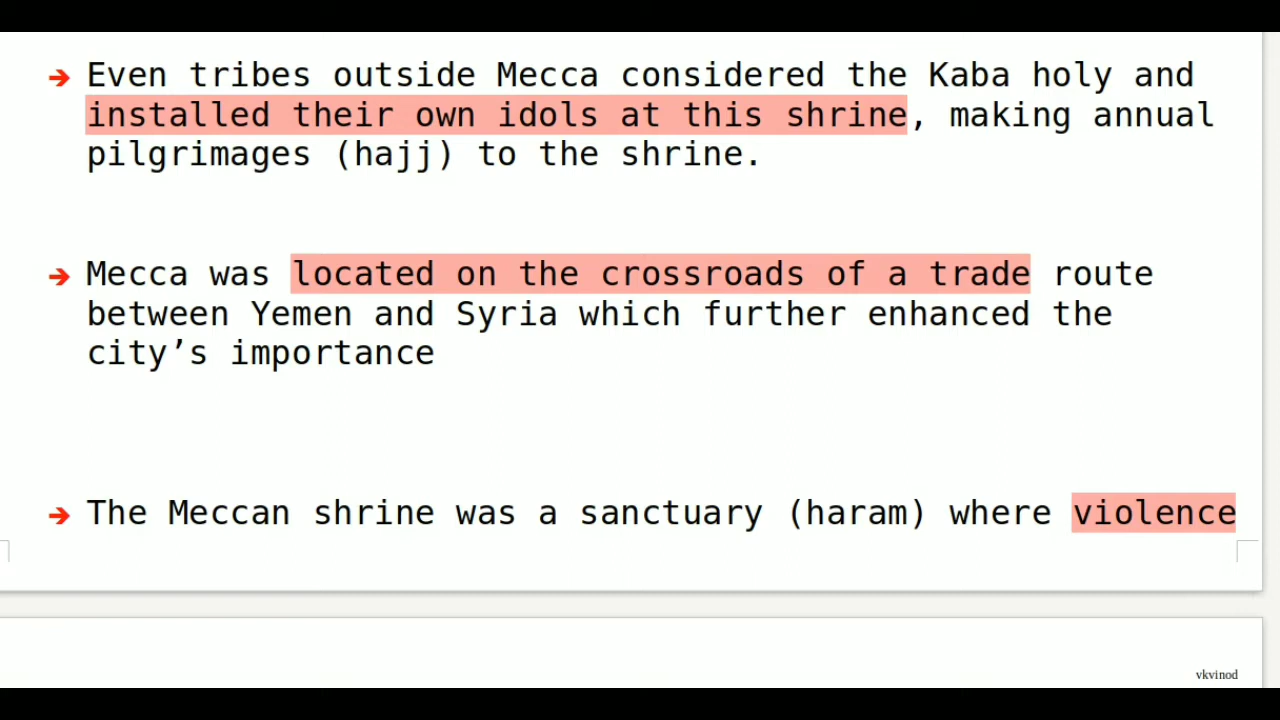 ➔ Even tribes outside Mecca considered the Kaba holy and
installed their own idols at this shrine, making annual
pilgrimages (hajj) to the shrine.
➔ Mecca was located on the crossroads of a trade route
between Yemen and Syria which further enhanced the
city’s importance
➔ The Meccan shrine was a sanctuary (haram) where violence
vkvinod